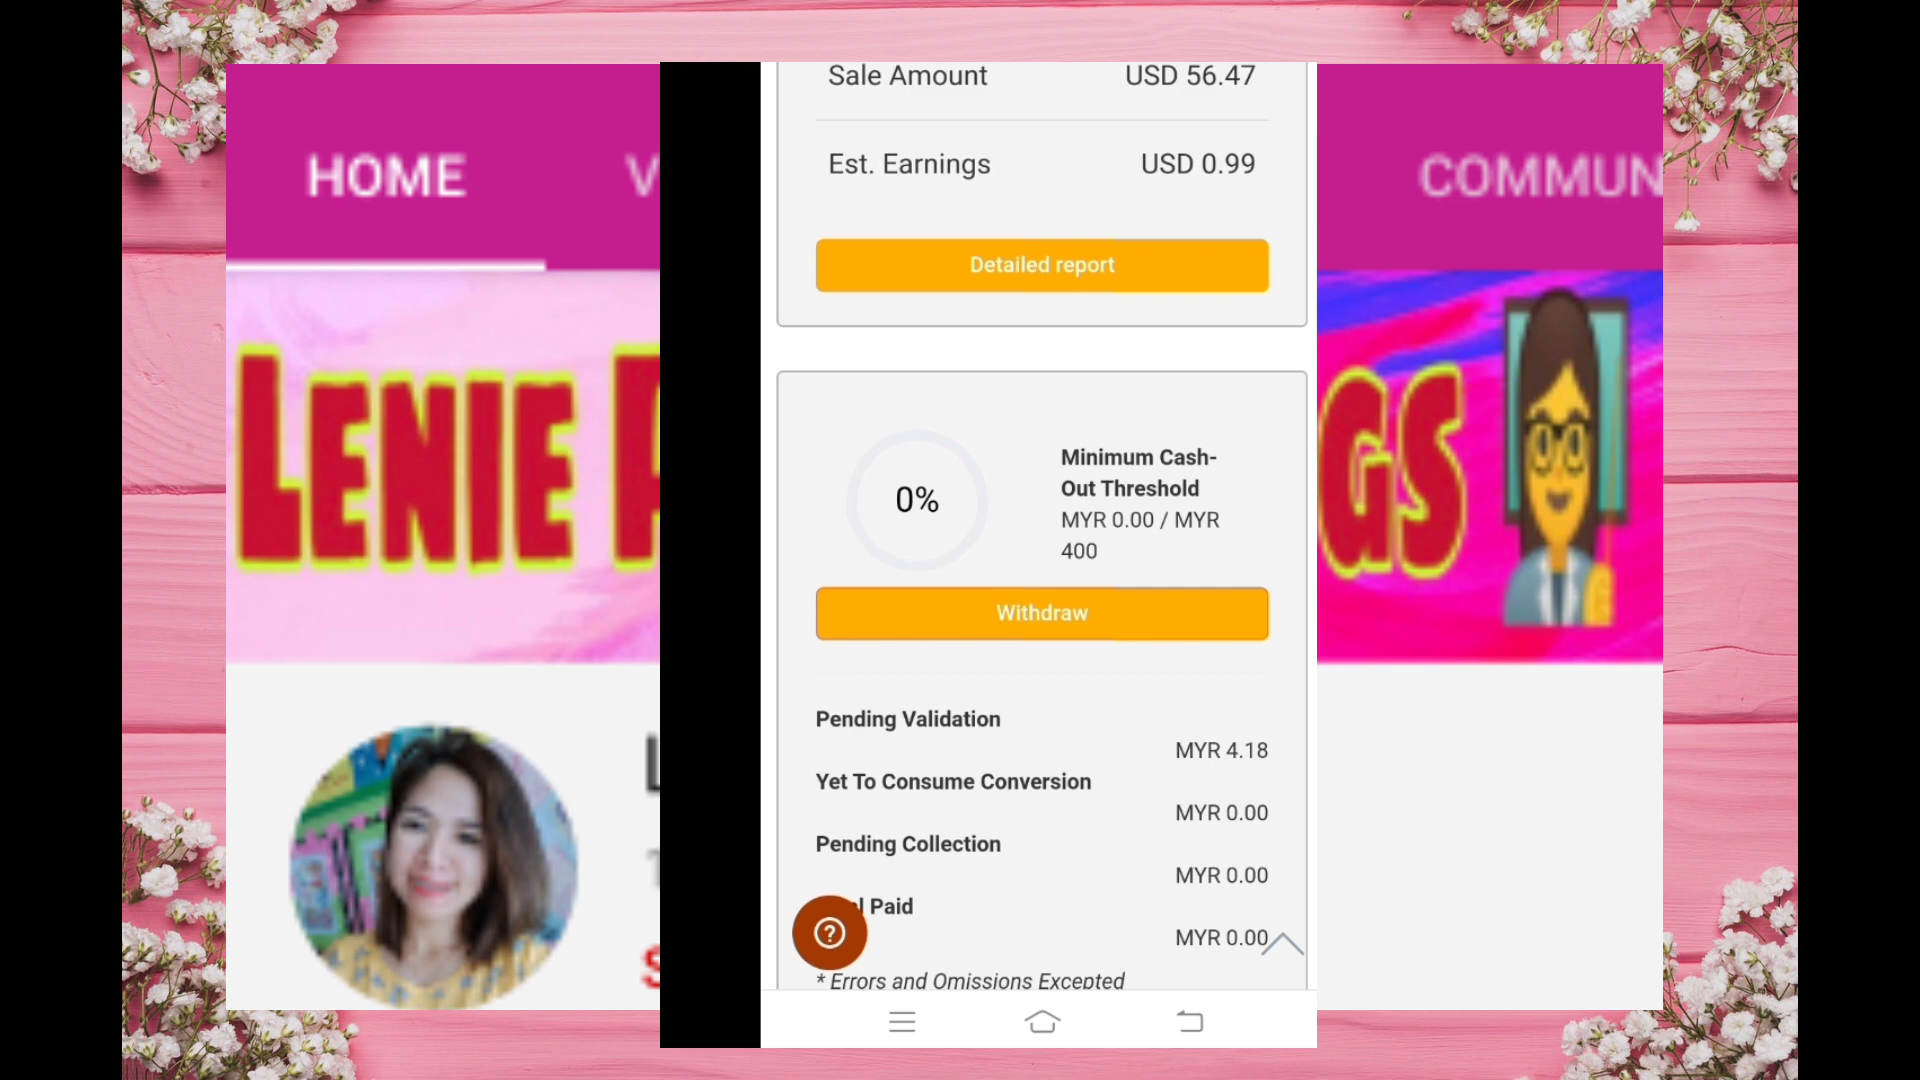 HOME
COMMUN
LENIE
GS
Sale Amount USD 56.47
Est. Earnings USD 0.99
Detailed report
0%
Minimum Cash-
Out Threshold
MYR 0.00 / MYR
400
Withdraw
Pending Validation
MYR 4.18
Yet To Consume Conversion
MYR 0.00
Pending Collection
MYR 0.00
Paid
MYR 0.00
* Errors and Omissions Excepted